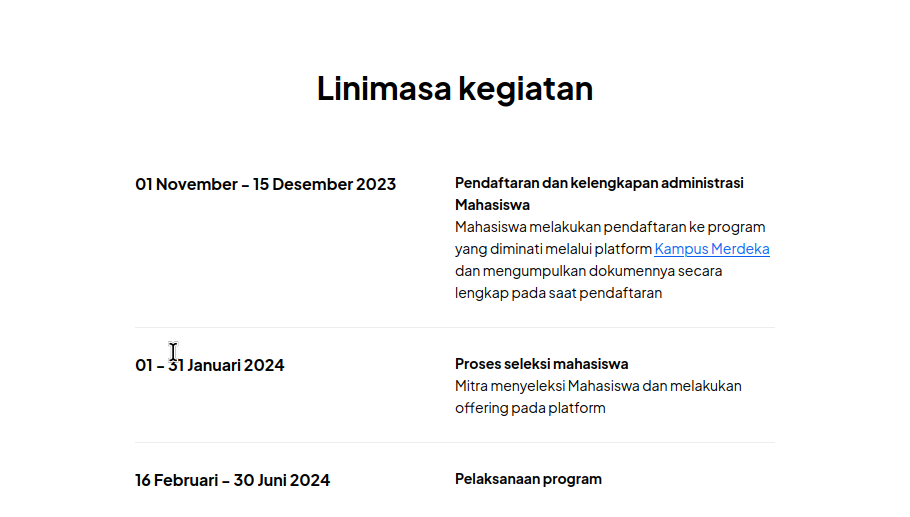 Linimasa kegiatan
01 November - 15 Desember 2023
Pendaftaran dan kelengkapan administrasi
Mahasiswa
Mahasiswa melakukan pendaftaran ke program
yang diminati melalui platform Kampus Merdeka
dan mengumpulkan dokumennya secara
lengkap pada saat pendaftaran
01 - 31 Januari 2024
Proses seleksi mahasiswa
Mitra menyeleksi Mahasiswa dan melakukan
offering pada platform
16 Februari - 30 Juni 2024
Pelaksanaan program